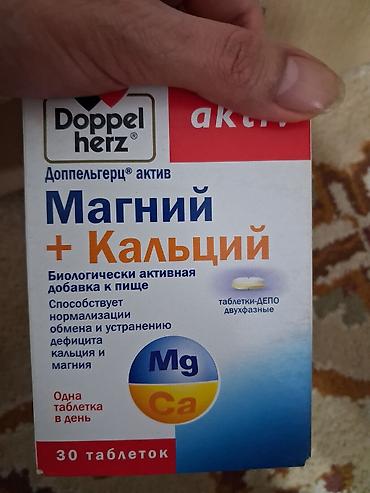 aktiv
Doppel
herz®
Доппельгерц® актив
Магний
+ Кальций
Биологически активная
добавка к пище
таблетки-ДЕПО
двухфазные
Способствует
нормализации
обмена и устранению
дефицита
кальция и
магния
Mg
Ca
Одна
таблетка
в день
30 таблеток